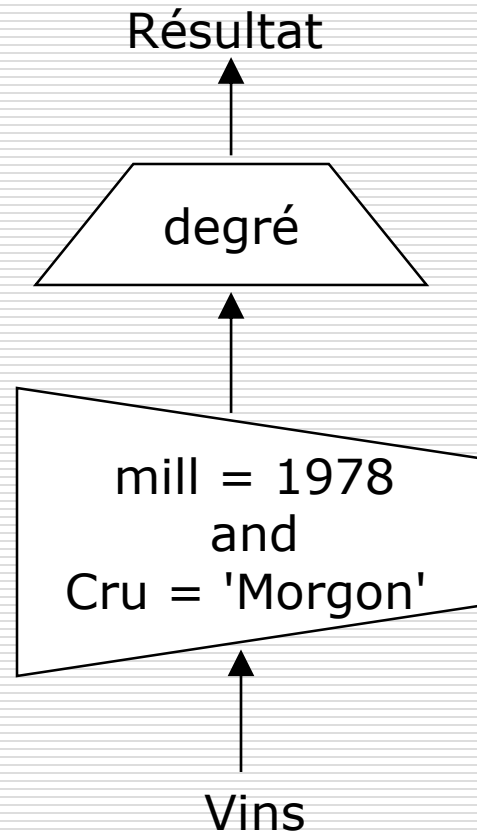 Résultat
degré
mill = 1978
and
Cru = 'Morgon'
Vins